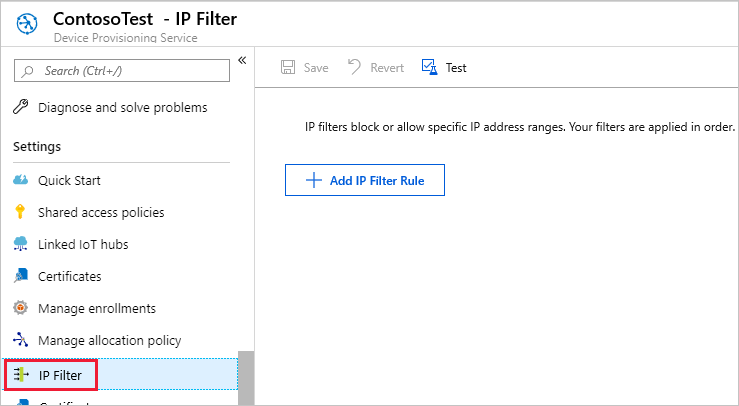 ContosoTest - IP Filter
Device Provisioning Service
Search (Ctrl+/)
Diagnose and solve problems
Settings
Quick Start
Shared access policies
Linked IoT hubs
Certificates
Manage enrollments
Manage allocation policy
IP Filter
Save Revert Test
IP filters block or allow specific IP address ranges. Your filters are applied in order.
Add IP Filter Rule